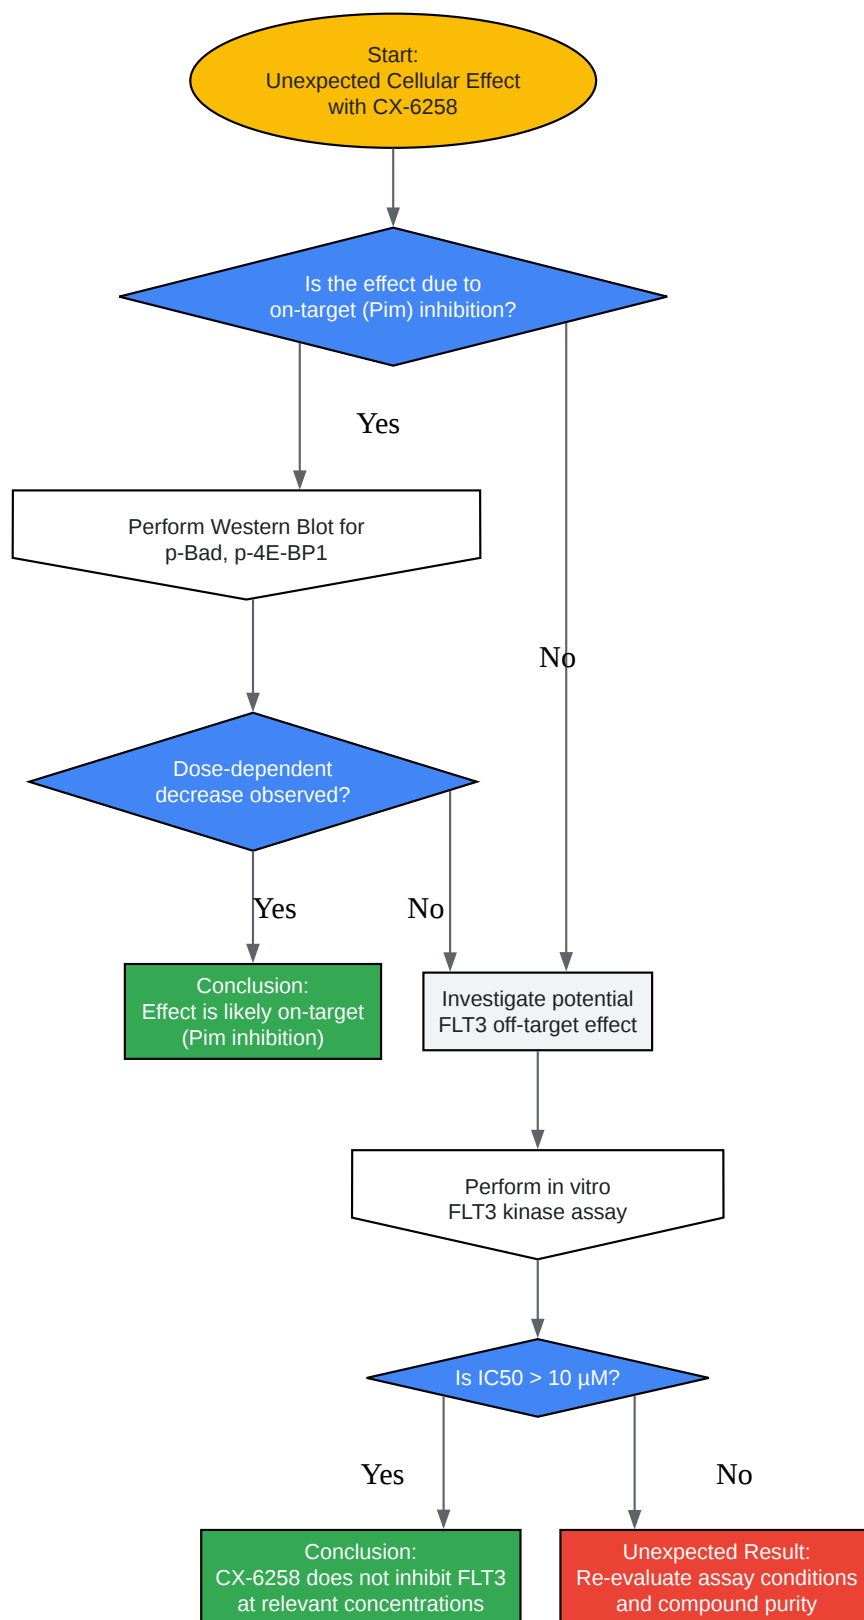 Start:
Unexpected Cellular Effect
with CX-6258
Is the effect due to
on-target (Pim) inhibition?
Yes
Perform Western Blot for
p-Bad, p-4E-BP1
No
Dose-dependent
decrease observed?
Yes
No
Conclusion:
Effect is likely on-target
(Pim inhibition)
Investigate potential
FLT3 off-target effect
Perform in vitro
FLT3 kinase assay
Is IC50 > 10 µM?
Yes
No
Conclusion:
CX-6258 does not inhibit FLT3
at relevant concentrations
Unexpected Result:
Re-evaluate assay conditions
and compound purity